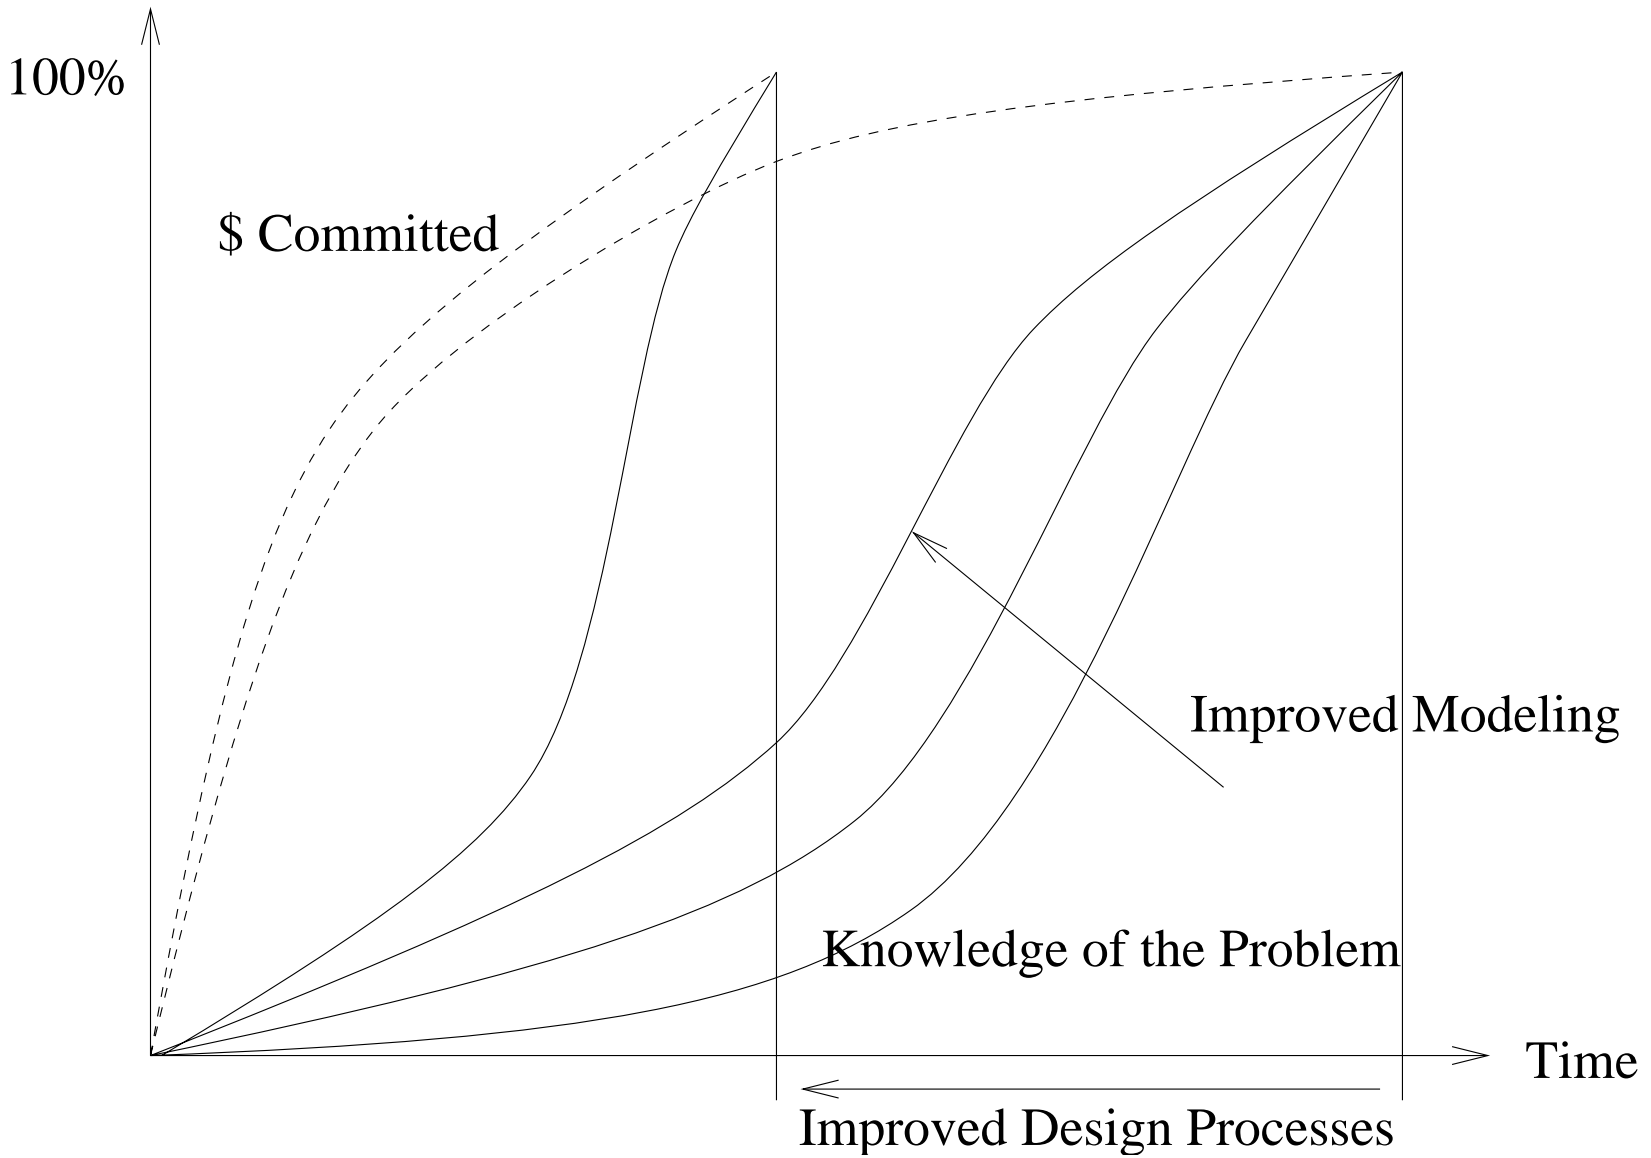 100%
$ Committed
Improved Modeling
Knowledge of the Problem
Time
Improved Design Processes